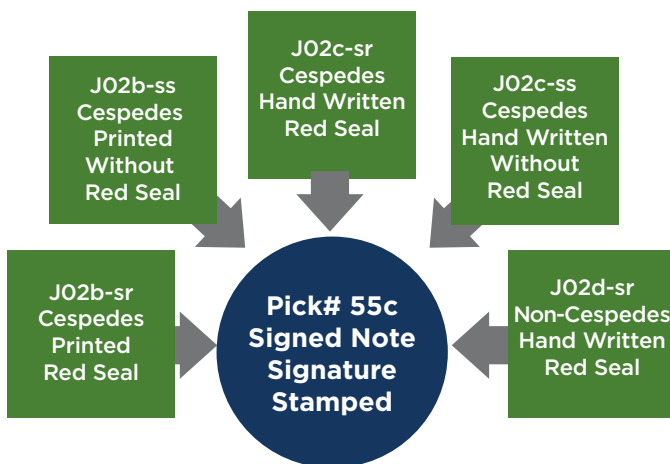 J02c-sr
Cespedes
Hand Written
Red Seal
J02b-ss
Cespedes
Printed
Without
Red Seal
J02c-ss
Cespedes
Hand Written
Without
Red Seal
J02b-sr
Cespedes
Printed
Red Seal
Pick# 55c
Signed Note
Signature
Stamped
J02d-sr
Non-Cespedes
Hand Written
Red Seal